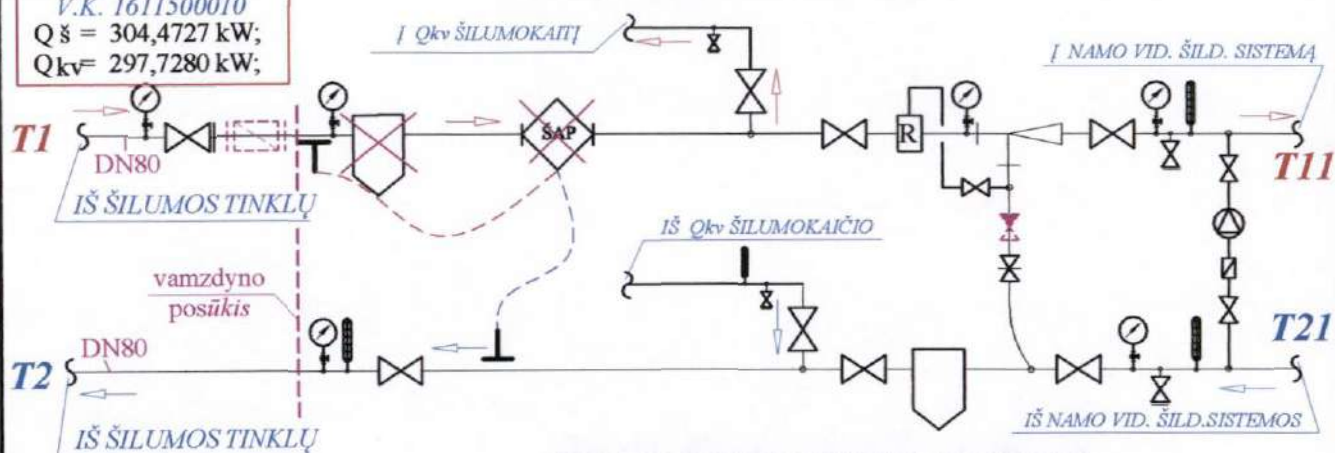 V.K. 1611500010
Q š = 304,4727 kW;
Qkv= 297,7280 kW;
Į Qkv ŠILUMOKAITĮ
Į NAMO VID. ŠILD. SISTEMĄ
T1
DN80
ŠAP
R
T11
IŠ ŠILUMOS TINKLŲ
IŠ Qkv ŠILUMOKAIČIO
vamzdyno
posūkis
DN80
T2
T21
IŠ ŠILUMOS TINKLŲ
IŠ NAMO VID. ŠILD.SISTEMOS